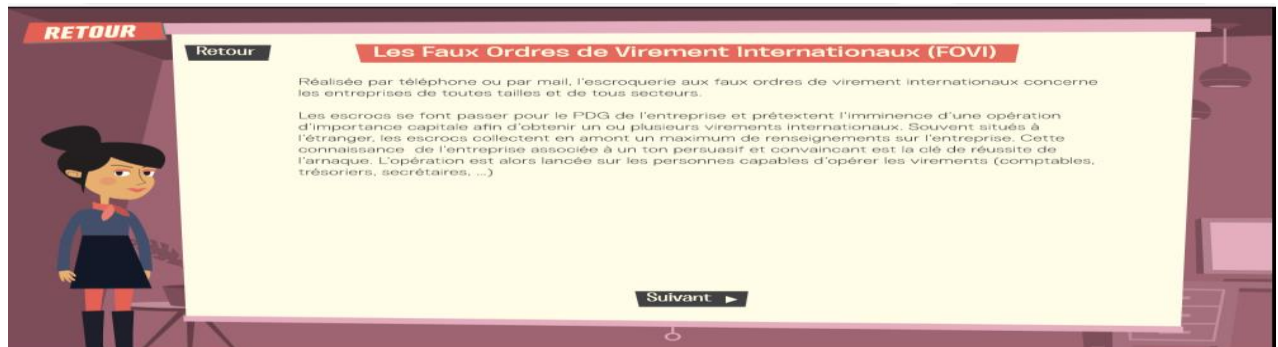 RETOUR
Retour
Les Faux Ordres de Virement Internationaux (FOVI)
Réalisée par téléphone ou par mail, l'escroquerie aux faux ordres de virement internationaux concerne
les entreprises de toutes tailles et de tous secteurs.
Les escrocs se font passer pour le PDG de l'entreprise et prétextent l'imminence d'une opération
d'importance capitale afin d'obtenir un ou plusieurs virements internationaux. Souvent situés à
l'étranger, les escrocs collectent en amont un maximum de renseignements sur l'entreprise. Cette
connaissance de l'entreprise associée à un ton persuasif et convaincant est la clé de réussite de
l'arnaque. L'opération est alors lancée sur les personnes capables d'opérer les virements (comptables,
trésoriers, secrétaires, ...)
Suivant ►